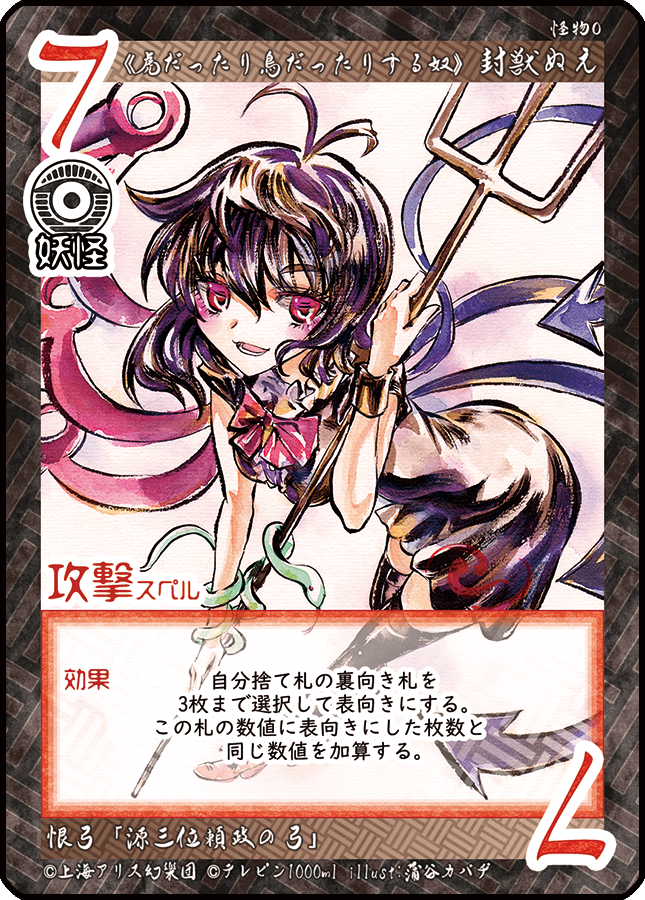 怪物0
7
《虎だったり鳥だったりする奴》 封獣ぬえ
妖怪
攻撃スペル
効果
自分捨て札の裏向き札を
3枚まで選択して表向きにする。
この札の数値に表向きにした枚数と
同じ数値を加算する。
7
恨弓「源三位頼政の弓」
©上海アリス幻樂団 ©テレピン1000ml illust:蒲谷カバヂ